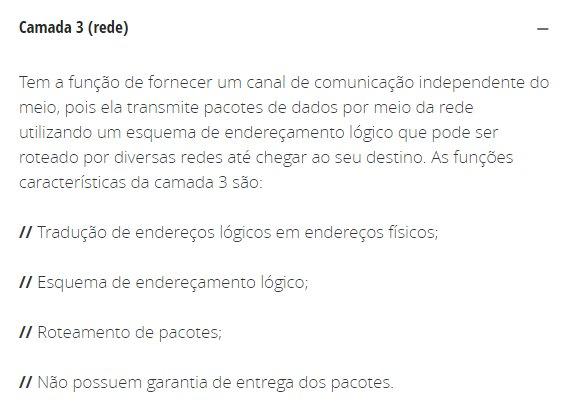 Camada 3 (rede)
Tem a função de fornecer um canal de comunicação independente do
meio, pois ela transmite pacotes de dados por meio da rede
utilizando um esquema de endereçamento lógico que pode ser
roteado por diversas redes até chegar ao seu destino. As funções
características da camada 3 são:
// Tradução de endereços lógicos em endereços físicos;
// Esquema de endereçamento lógico;
// Roteamento de pacotes;
// Não possuem garantia de entrega dos pacotes.